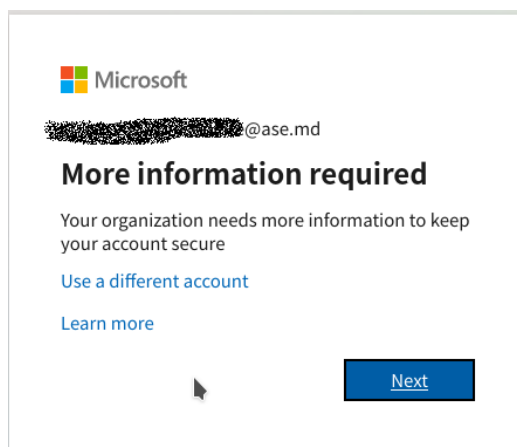 Microsoft
@ase.md
More information required
Your organization needs more information to keep
your account secure
Use a different account
Learn more
Next